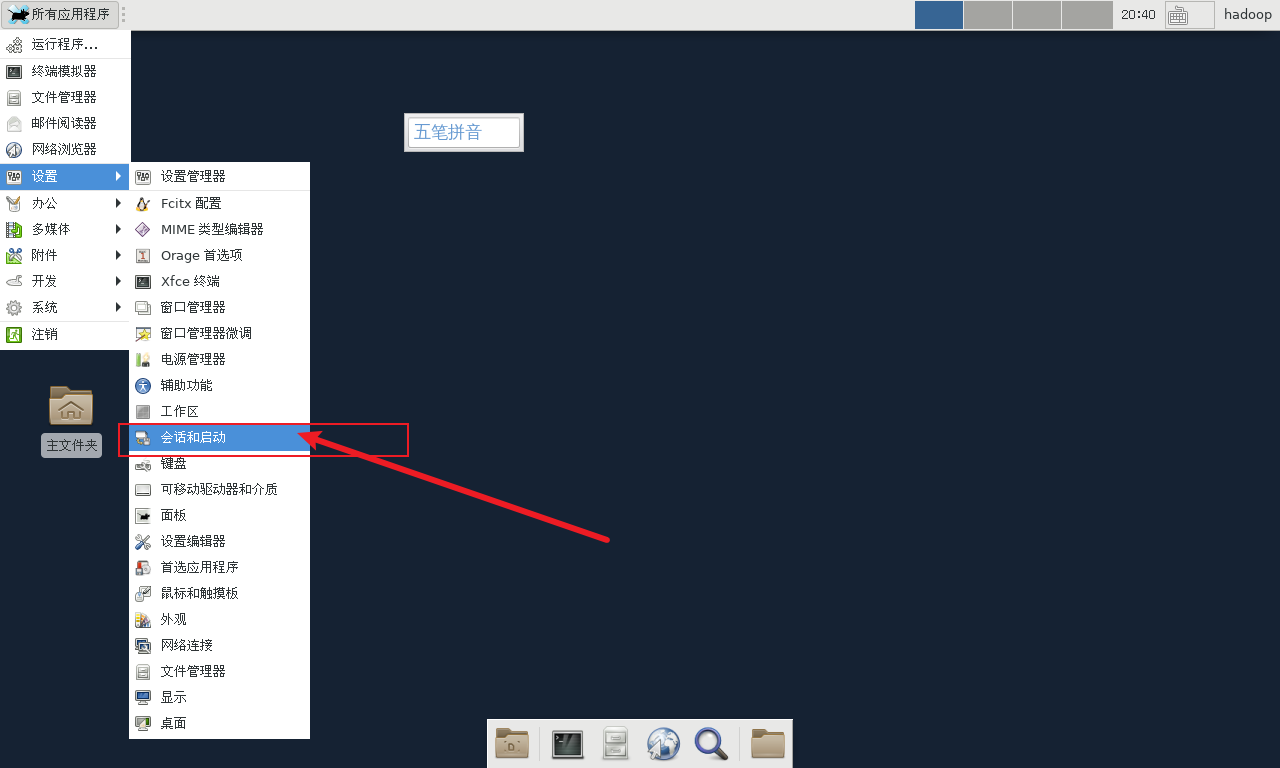 所有应用程序
20:40
hadoop
运行程序...
终端模拟器
文件管理器
邮件阅读器
网络浏览器
设置
办公
多媒体
附件
开发
系统
注销
五笔拼音
设置管理器
Fcitx 配置
MIME 类型编辑器
Orage 首选项
Xfce 终端
窗口管理器
窗口管理器微调
电源管理器
辅助功能
工作区
会话和启动
键盘
可移动驱动器和介质
面板
设置编辑器
首选应用程序
鼠标和触摸板
外观
网络连接
文件管理器
显示
桌面
主文件夹